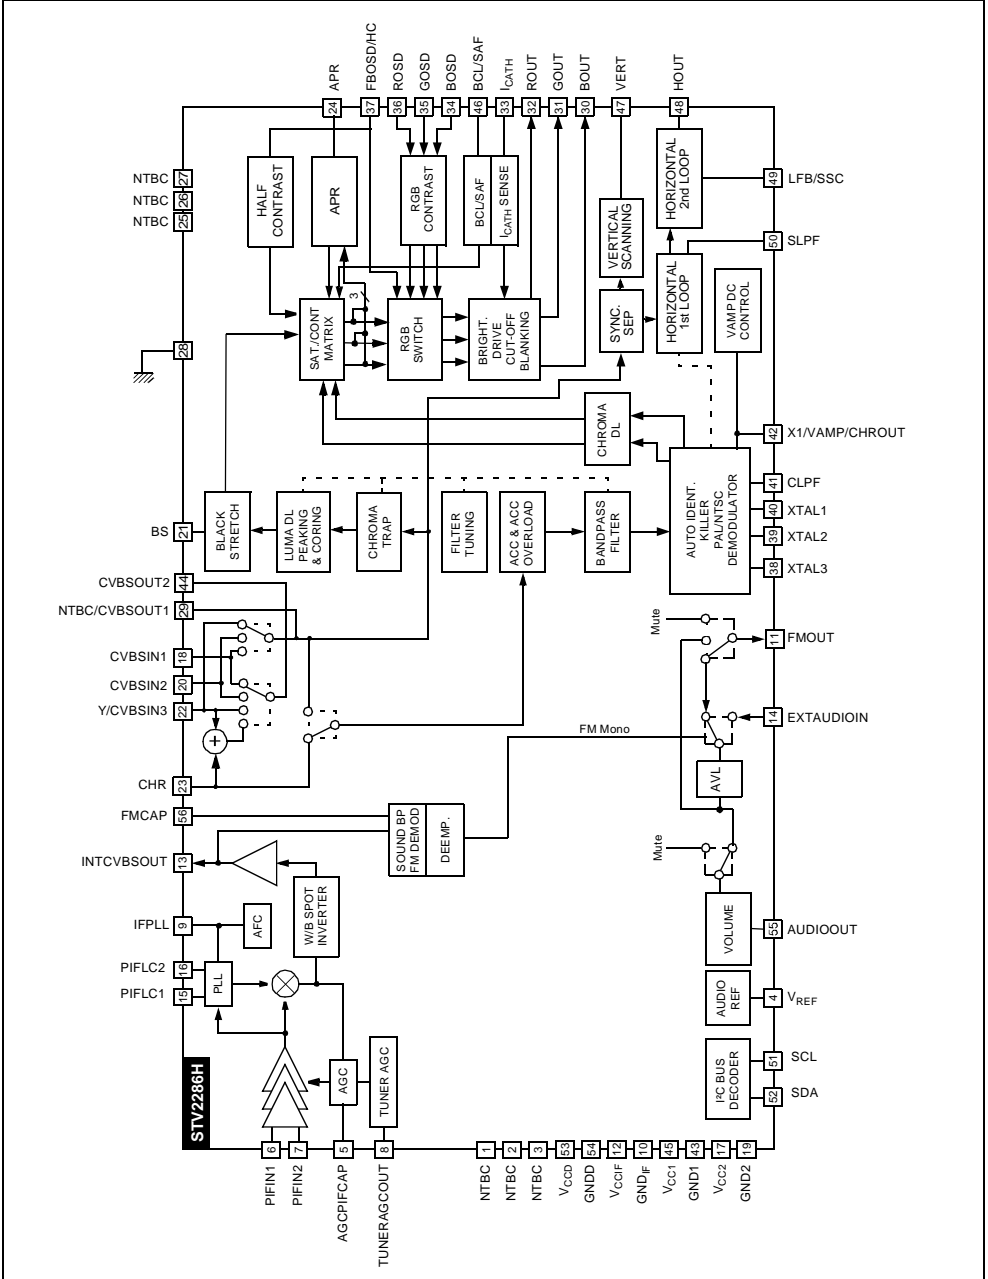 APR
FBOSD/HC
ROSD
GOSD
BOSD
BCL/SAF
ICATH
ROUT
GOUT
BOUT
VERT
HOUT
24
37
36
35
34
46
33
32
31
30
47
48
NTBC
27
NTBC
26
NTBC
25
HALF
CONTRAST
APR
RGB
CONTRAST
BCL/SAF
ICATH SENSE
VERTICAL
SCANNING
HORIZONTAL
2nd LOOP
49
LFB/SSC
50
SLPF
28
SAT./CONT
MATRIX
3
RGB
SWITCH
BRIGHT.
DRIVE
CUT-OFF
BLANKING
SYNC.
SEP
HORIZONTAL
1st LOOP
VAMP DC
CONTROL
CHROMA
DL
42
X1/VAMP/CHROUT
BS
21
BLACK
STRETCH
LUMA DL
PEAKING
& CORING
CHROMA
TRAP
FILTER
TUNING
ACC & ACC
OVERLOAD
BANDPASS
FILTER
AUTO IDENT.
KILLER
PAL/NTSC
DEMODULATOR
41
CLPF
40
XTAL1
39
XTAL2
38
XTAL3
CVBSOUT2
44
NTBC/CVBSOUT1
29
CVBSIN1
18
CVBSIN2
20
Y/CVBSIN3
22
+
CHR
23
Mute
11
FMOUT
14
EXTAUDIOIN
FM Mono
AVL
FMCAP
56
INTCVBSOUT
13
SOUND BP
FM DEMOD
DEEMP.
Mute
IFPLL
9
AFC
W/B SPOT
INVERTER
VOLUME
55
AUDIOOUT
PIFLC2
16
PIFLC1
15
PLL
AUDIO
REF
4
VREF
STV2286H
AGC
TUNER AGC
I²C BUS
DECODER
51
SCL
52
SDA
6
7
5
8
1
2
3
53
54
12
10
45
43
17
19
PIFIN1
PIFIN2
AGCPIFCAP
TUNERAGCOUT
NTBC
NTBC
NTBC
VCCD
GNDD
VCCIF
GNDIF
VCC1
GND1
VCC2
GND2